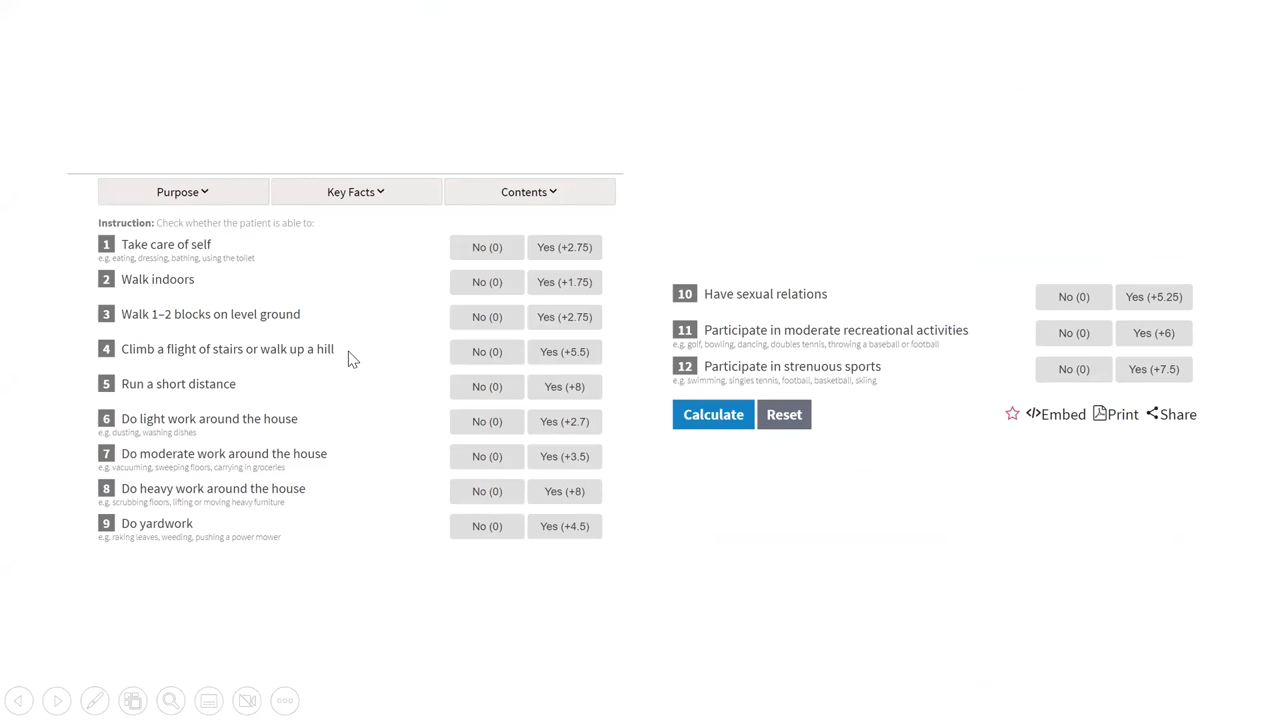 Purpose Key Facts Contents
Instruction: Check whether the patient is able to:
1 Take care of self No (0) Yes (+2.75)
e.g. eating, dressing, bathing, using the toilet
2 Walk indoors No (0) Yes (+1.75)
3 Walk 1–2 blocks on level ground No (0) Yes (+2.75)
4 Climb a flight of stairs or walk up a hill No (0) Yes (+5.5)
5 Run a short distance No (0) Yes (+8)
6 Do light work around the house No (0) Yes (+2.7)
e.g. dusting, washing dishes
7 Do moderate work around the house No (0) Yes (+3.5)
e.g. vacuuming, sweeping floors, carrying in groceries
8 Do heavy work around the house No (0) Yes (+8)
e.g. scrubbing floors, lifting or moving heavy furniture
9 Do yardwork No (0) Yes (+4.5)
e.g. raking leaves, weeding, pushing a power mower
10 Have sexual relations No (0) Yes (+5.25)
11 Participate in moderate recreational activities No (0) Yes (+6)
e.g. golf, bowling, dancing, doubles tennis, throwing a baseball or football
12 Participate in strenuous sports No (0) Yes (+7.5)
e.g. swimming, singles tennis, football, basketball, skiing
Calculate Reset Embed Print Share